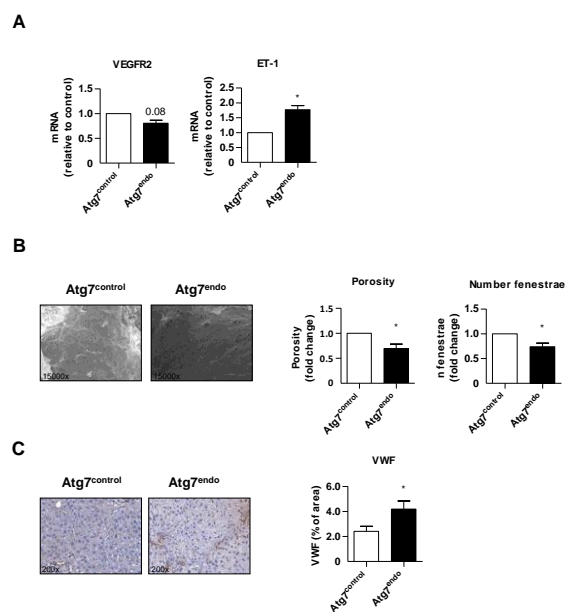 A
VEGFR2
ET-1
mRNA
(relative to control)
1.5
1.0
0.5
0
0.08
Atg7control
Atg7endo
mRNA
(relative to control)
2.5
2.0
1.5
1.0
0.5
0
*
Atg7control
Atg7endo
B
Atg7control
Atg7endo
15000x
15000x
Porosity
Porosity
(fold change)
1.5
1.0
0.5
0
*
Atg7control
Atg7endo
Number fenestrae
n fenestrae
(fold change)
1.5
1.0
0.5
0
*
Atg7control
Atg7endo
C
Atg7control
Atg7endo
200x
200x
VWF
VWF (% of area)
6.0
4.0
2.0
0
*
Atg7control
Atg7endo